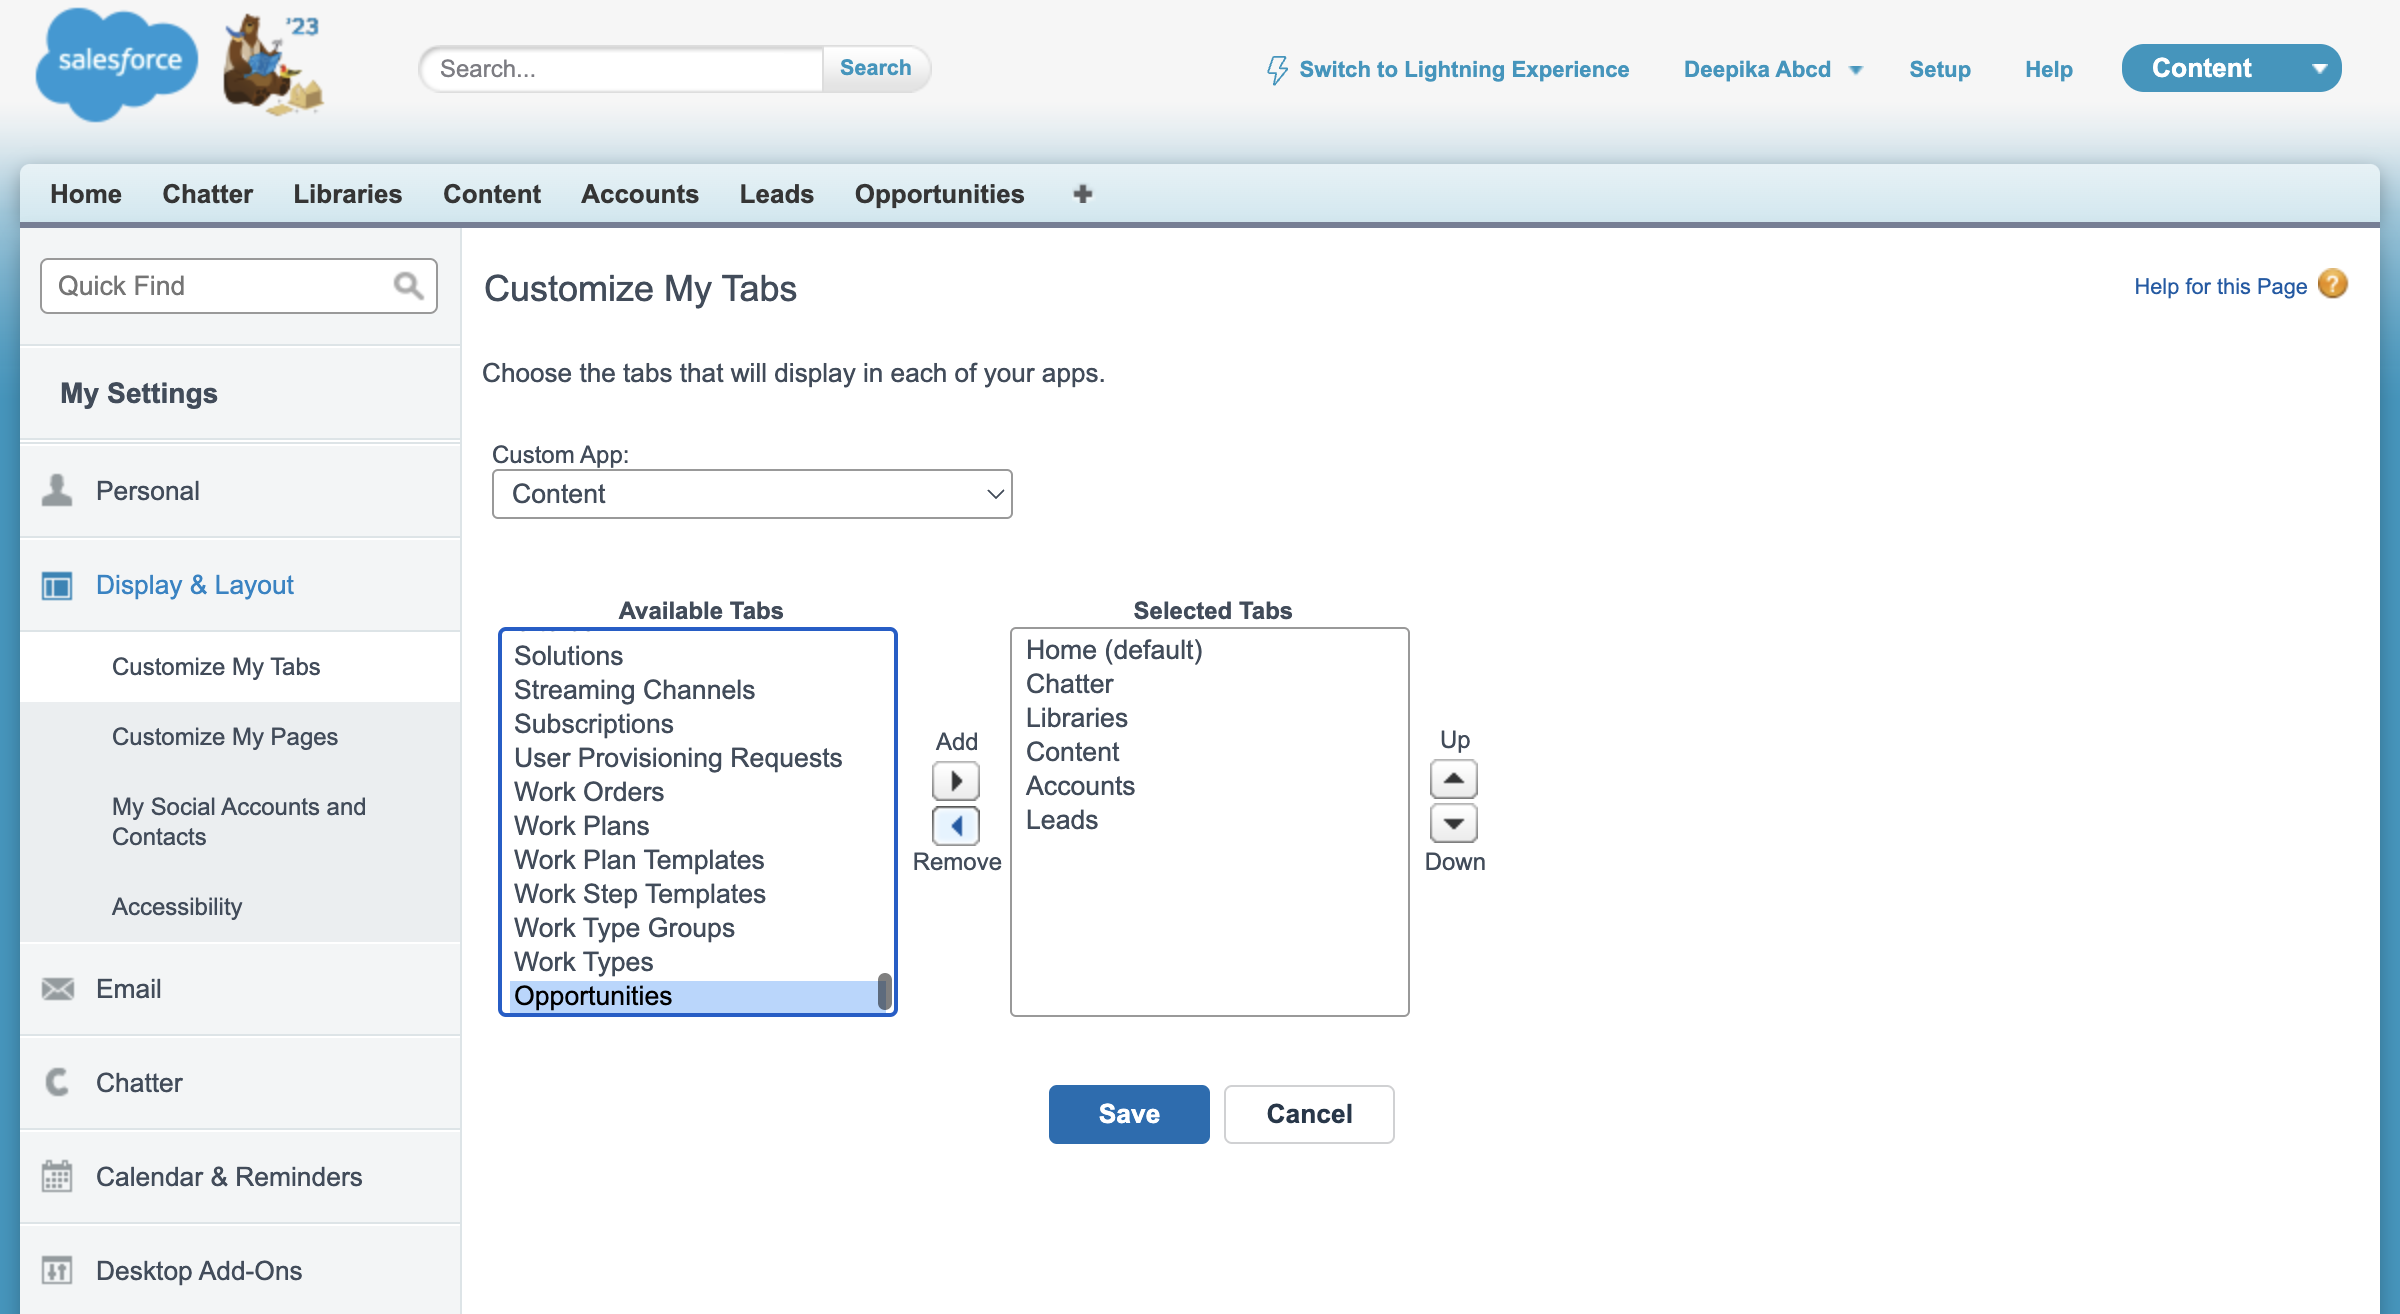 salesforce
'23
Search...
Search
Switch to Lightning Experience
Deepika Abcd
Setup
Help
Content
Home
Chatter
Libraries
Content
Accounts
Leads
Opportunities
+
Quick Find
My Settings
Personal
Display & Layout
Customize My Tabs
Customize My Pages
My Social Accounts and
Contacts
Accessibility
Email
Chatter
Calendar & Reminders
Desktop Add-Ons
Customize My Tabs
Help for this Page
?
Choose the tabs that will display in each of your apps.
Custom App:
Content
Available Tabs
Solutions
Streaming Channels
Subscriptions
User Provisioning Requests
Work Orders
Work Plans
Work Plan Templates
Work Step Templates
Work Type Groups
Work Types
Opportunities
Add
Remove
Selected Tabs
Home (default)
Chatter
Libraries
Content
Accounts
Leads
Up
Down
Save
Cancel